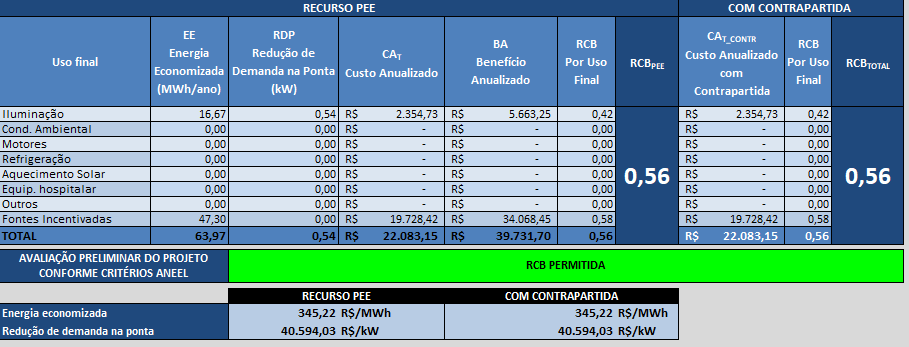 RECURSO PEE COM CONTRAPARTIDA
Uso final EE Energia Economizada (MWh/ano) RDP Redução de Demanda na Ponta (kW) CAT Custo Anualizado BA Benefício Anualizado RCB Por Uso Final RCBPEE CAT_CONTR Custo Anualizado com Contrapartida RCB Por Uso Final RCBTOTAL
Iluminação 16,67 0,54 R$ 2.354,73 R$ 5.663,25 0,42 R$ 2.354,73 0,42
Cond. Ambiental 0,00 0,00 R$ - R$ - 0,00 R$ - 0,00
Motores 0,00 0,00 R$ - R$ - 0,00 R$ - 0,00
Refrigeração 0,00 0,00 R$ - R$ - 0,00 R$ - 0,00
Aquecimento Solar 0,00 0,00 R$ - R$ - 0,00 0,56 R$ - 0,00 0,56
Equip. hospitalar 0,00 0,00 R$ - R$ - 0,00 R$ - 0,00
Outros 0,00 0,00 R$ - R$ - 0,00 R$ - 0,00
Fontes Incentivadas 47,30 0,00 R$ 19.728,42 R$ 34.068,45 0,58 R$ 19.728,42 0,58
TOTAL 63,97 0,54 R$ 22.083,15 R$ 39.731,70 0,56 R$ 22.083,15 0,56
AVALIAÇÃO PRELIMINAR DO PROJETO
CONFORME CRITÉRIOS ANEEL
RCB PERMITIDA
RECURSO PEE COM CONTRAPARTIDA
Energia economizada 345,22 R$/MWh 345,22 R$/MWh
Redução de demanda na ponta 40.594,03 R$/kW 40.594,03 R$/kW